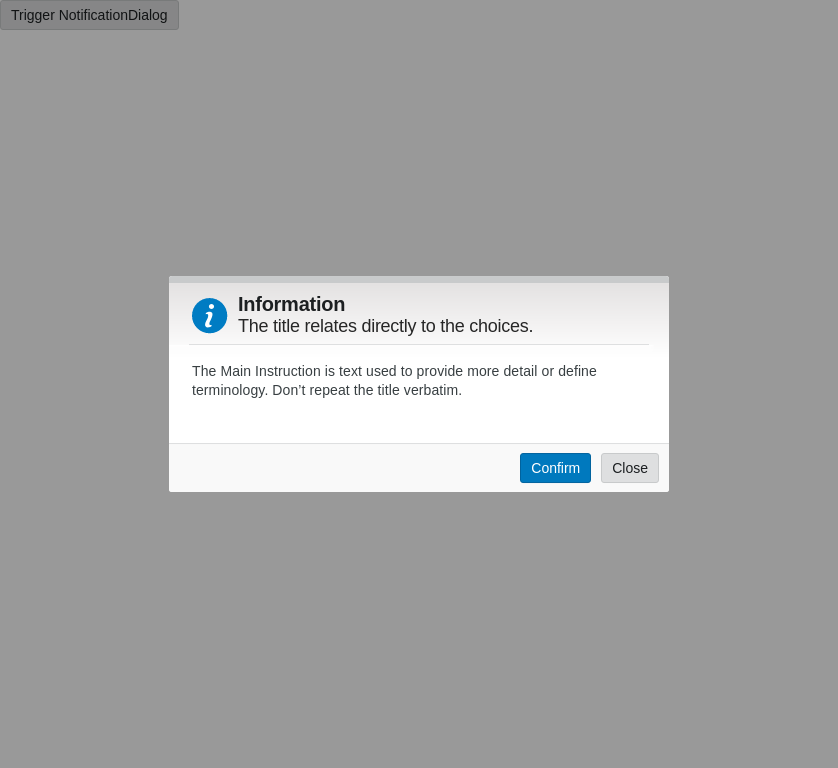 Trigger NotificationDialog
Information
The title relates directly to the choices.
The Main Instruction is text used to provide more detail or define
terminology. Don’t repeat the title verbatim.
Confirm Close